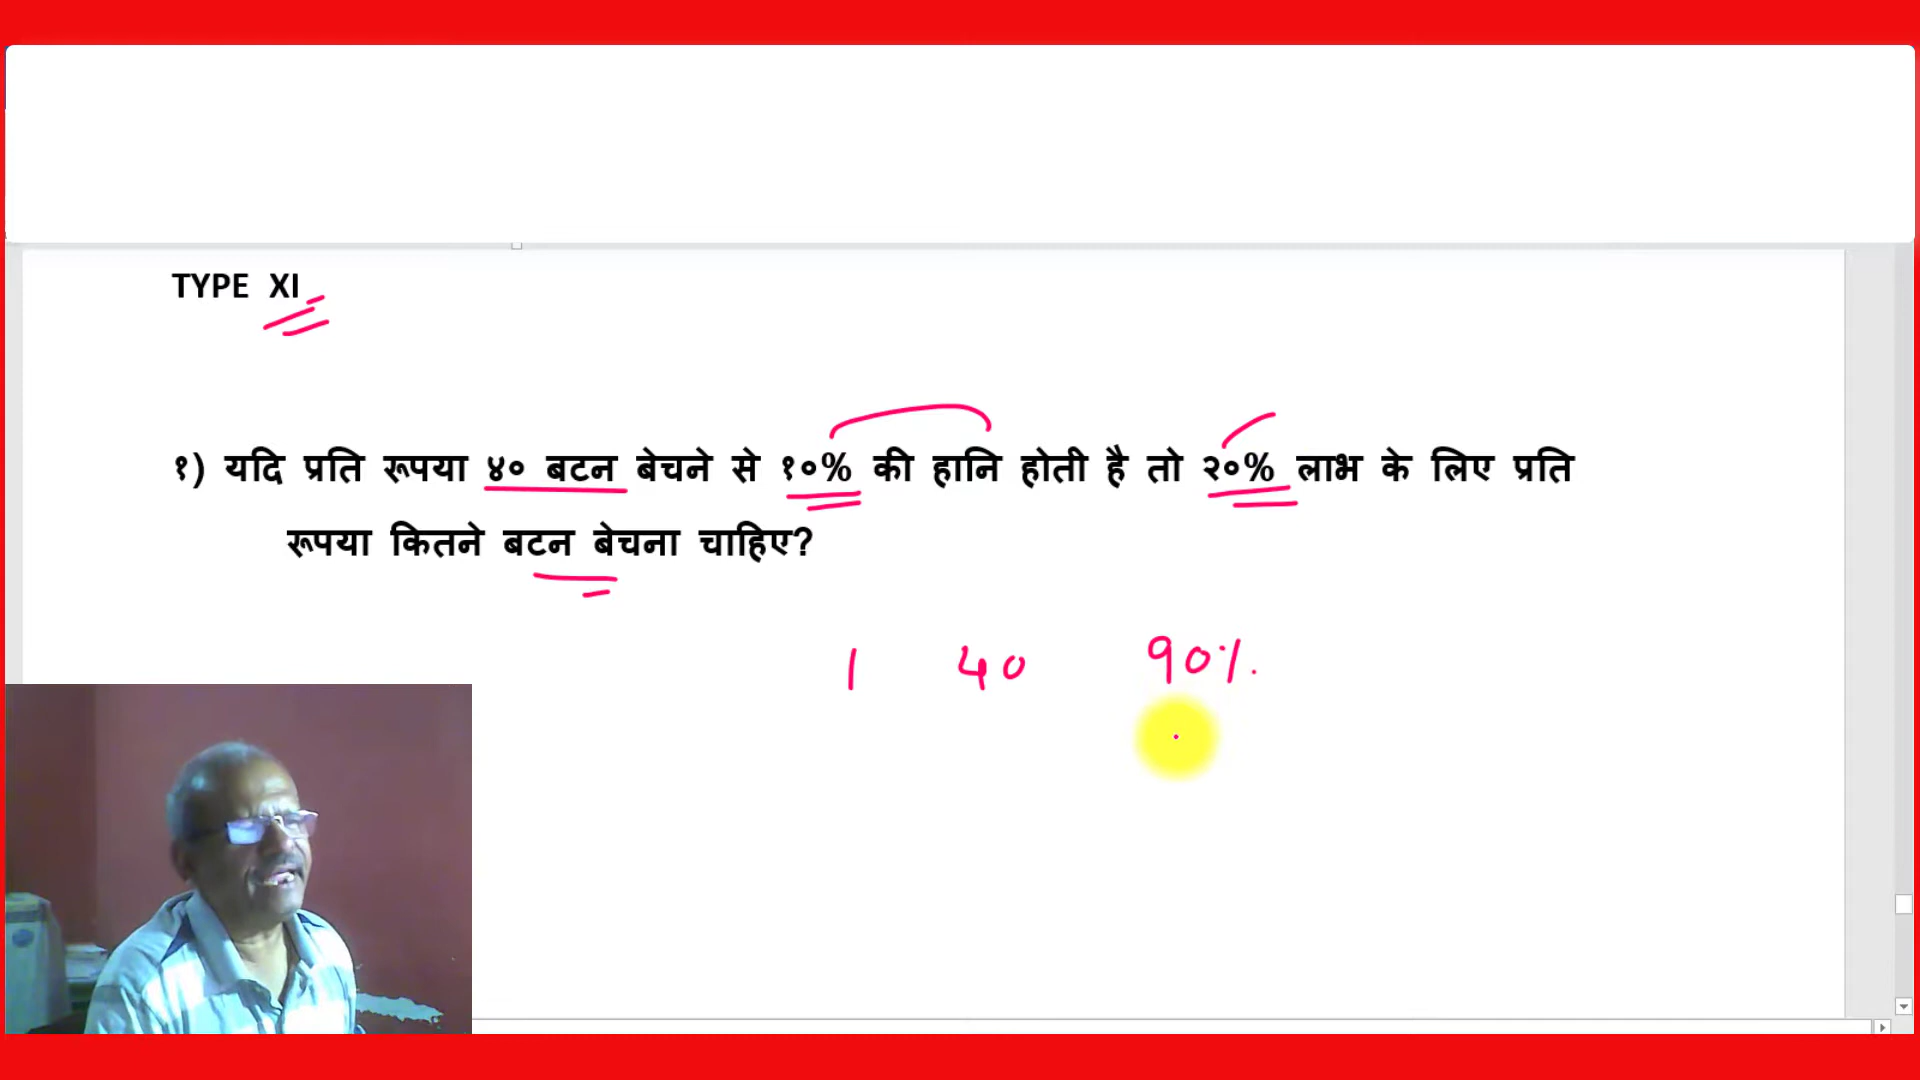 TYPE XI
१) यदि प्रति रूपया ४० बटन बेचने से १०% की हानि होती है तो २०% लाभ के लिए प्रति
रूपया कितने बटन बेचना चाहिए?
1 40 90%